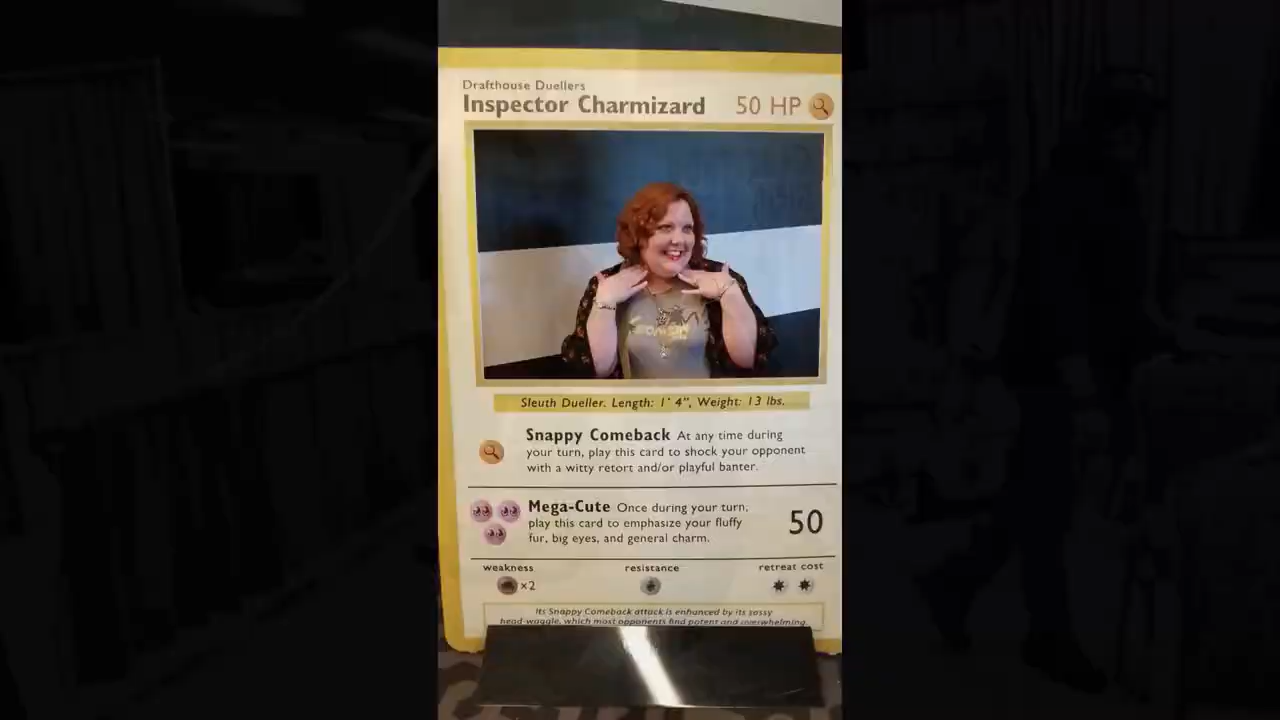 Drafthouse Duellers
Inspector Charmizard 50 HP
Sleuth Dueller. Length: 1' 4", Weight: 13 lbs.
Snappy Comeback At any time during
your turn, play this card to shock your opponent
with a witty retort and/or playful banter.
Mega-Cute Once during your turn,
play this card to emphasize your fluffy
fur, big eyes, and general charm.
50
weakness resistance retreat cost
×2
Its Snappy Comeback attack is enhanced by its sassy
head-waggle, which most opponents find potent and overwhelming.